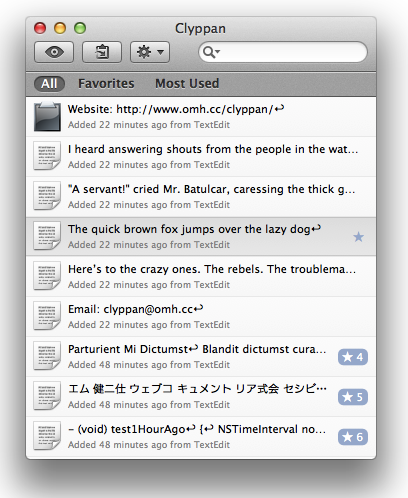 Clyppan
All Favorites Most Used
Website: http://www.omh.cc/clyppan/↩
Added 22 minutes ago from TextEdit
I heard answering shouts from the people in the wat...
Added 22 minutes ago from TextEdit
"A servant!" cried Mr. Batulcar, caressing the thick g...
Added 22 minutes ago from TextEdit
The quick brown fox jumps over the lazy dog↩
Added 22 minutes ago from TextEdit
Here's to the crazy ones. The rebels. The troublema...
Added 22 minutes ago from TextEdit
Email: clyppan@omh.cc↩
Added 22 minutes ago from TextEdit
Parturient Mi Dictumst↩ Blandit dictumst cura...
Added 48 minutes ago from TextEdit
★ 4
エム 健二仕 ウェブコ キュメント リア式会 セシビ...
Added 48 minutes ago from TextEdit
★ 5
- (void) test1HourAgo↩ {↩ NSTimeInterval no...
Added 48 minutes ago from TextEdit
★ 6